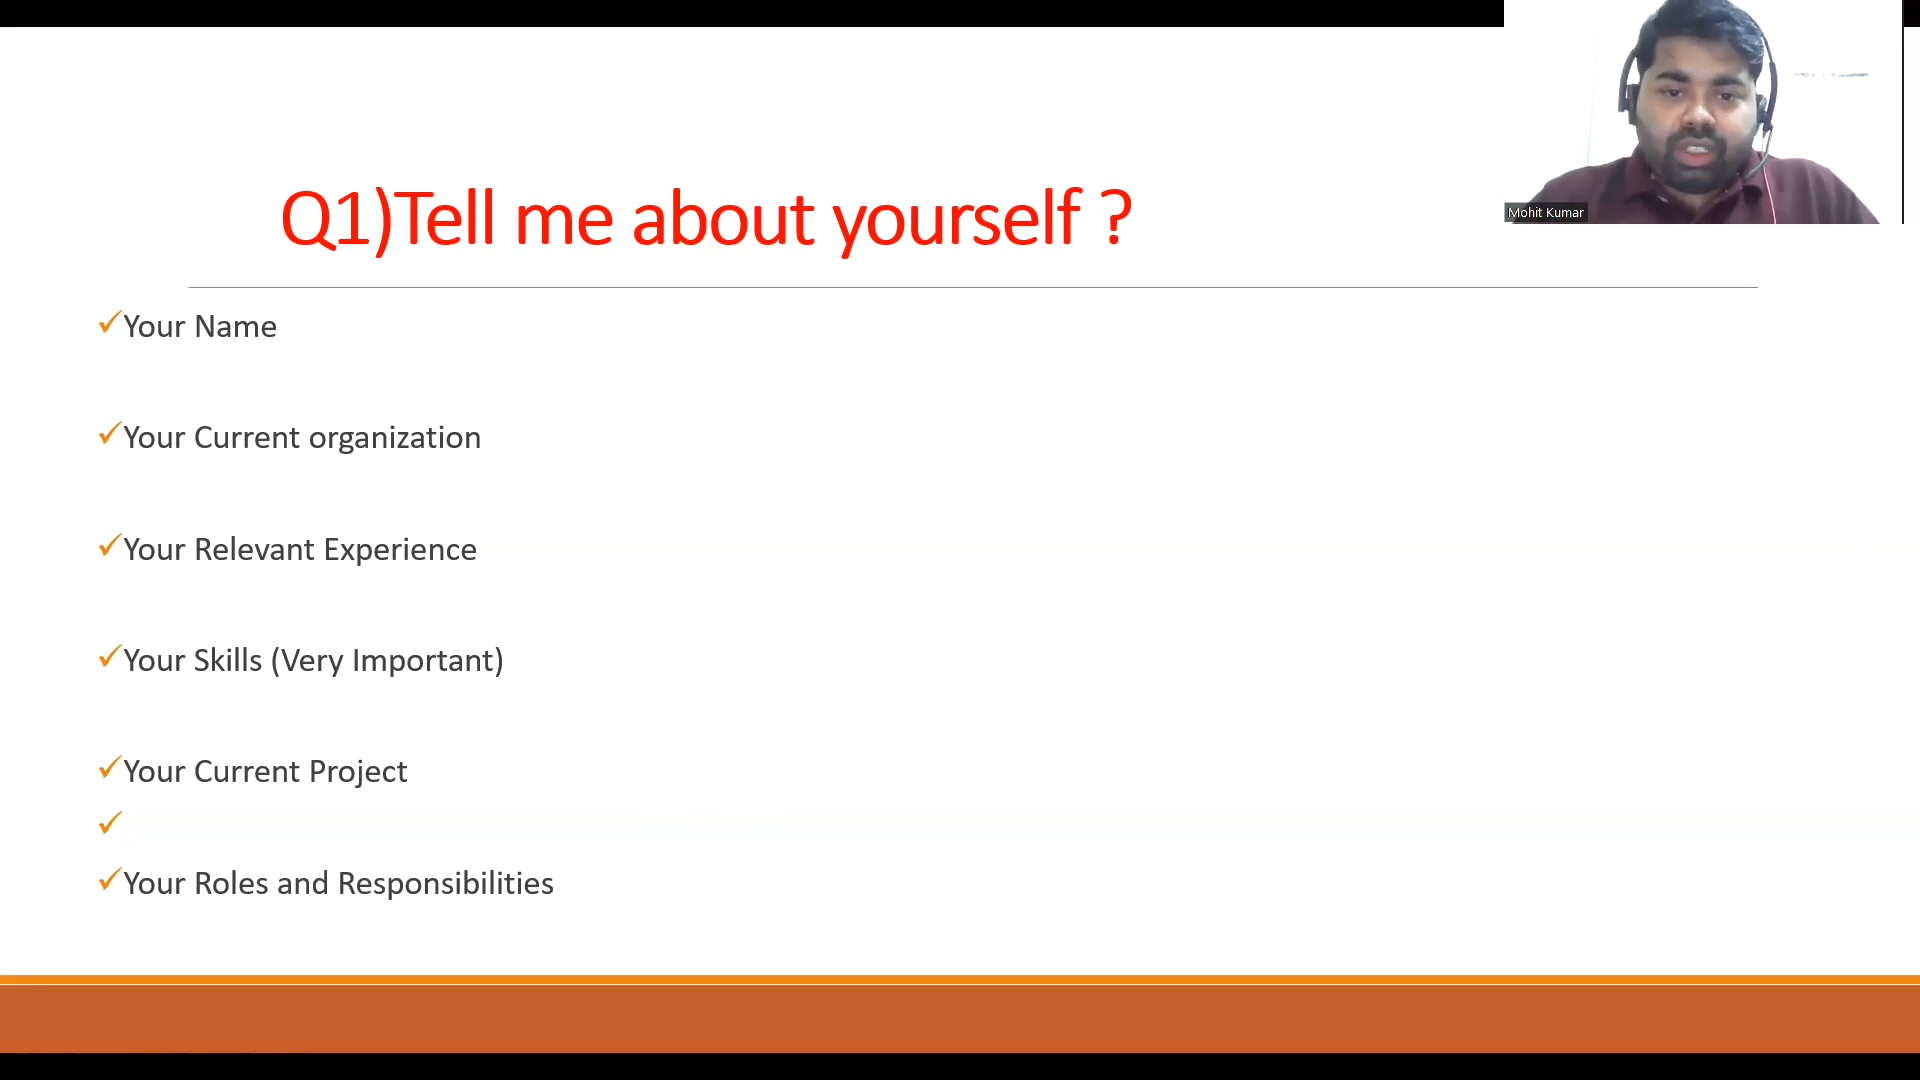 Mohit Kumar
Q1)Tell me about yourself ?
✓Your Name
✓Your Current organization
✓Your Relevant Experience
✓Your Skills (Very Important)
✓Your Current Project
✓
✓Your Roles and Responsibilities